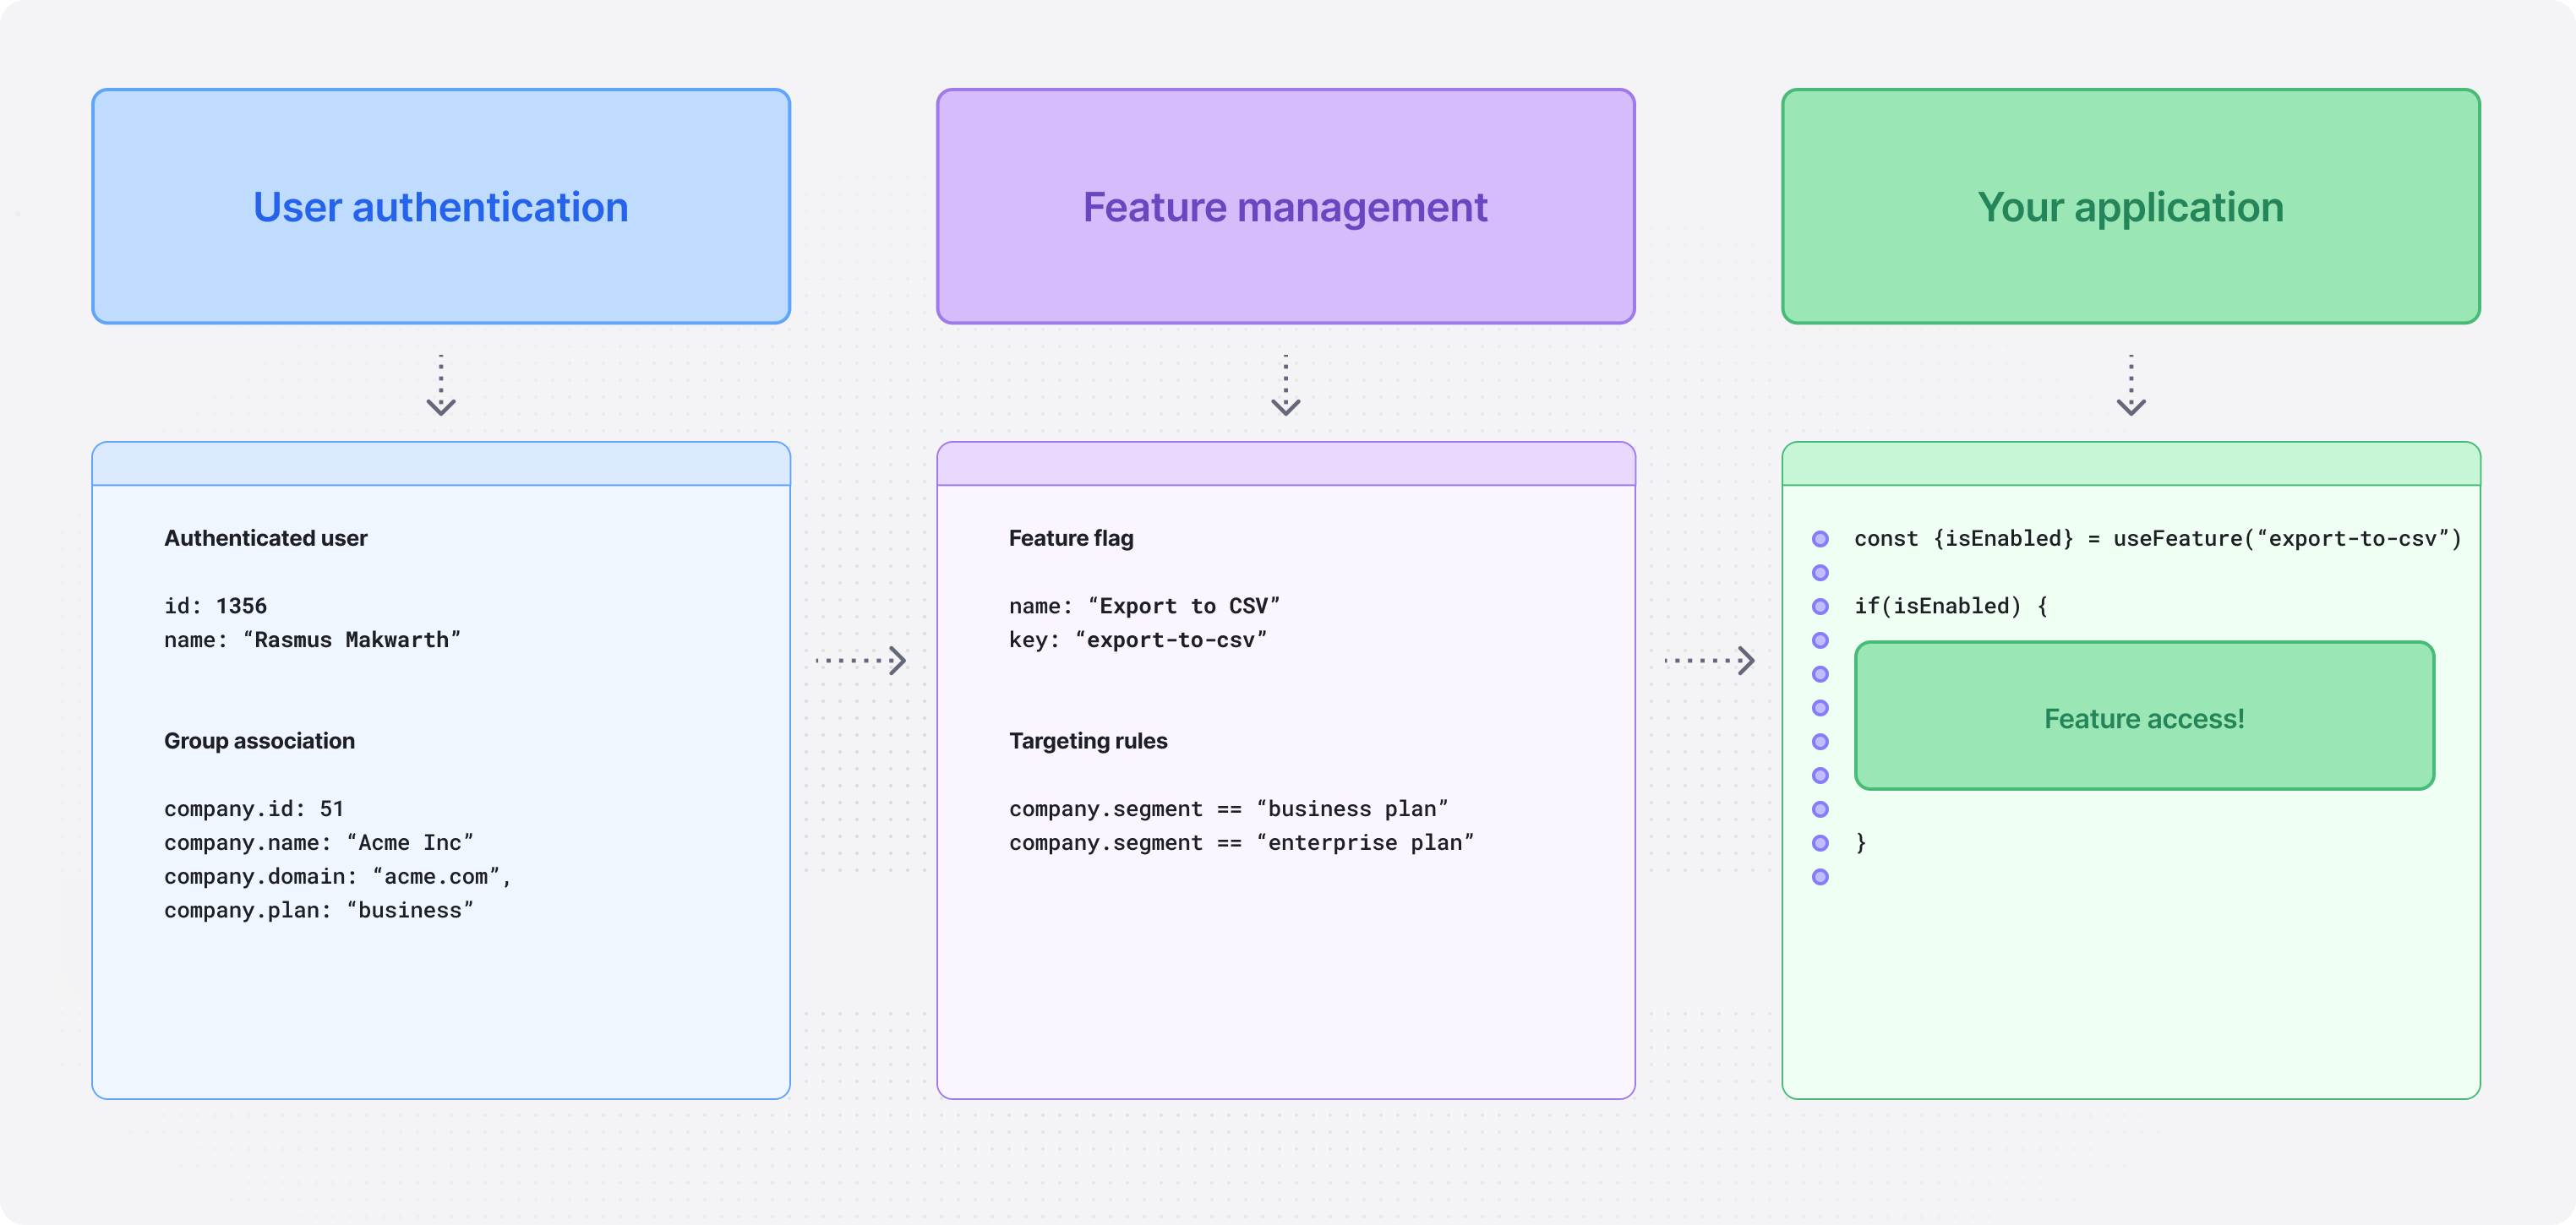 User authentication
Feature management
Your application
Authenticated user
id: 1356
name: “Rasmus Makwarth”
Group association
company.id: 51
company.name: “Acme Inc”
company.domain: “acme.com”,
company.plan: “business”
Feature flag
name: “Export to CSV”
key: “export-to-csv”
Targeting rules
company.segment == “business plan”
company.segment == “enterprise plan”
const {isEnabled} = useFeature(“export-to-csv”)
if(isEnabled) {
Feature access!
}